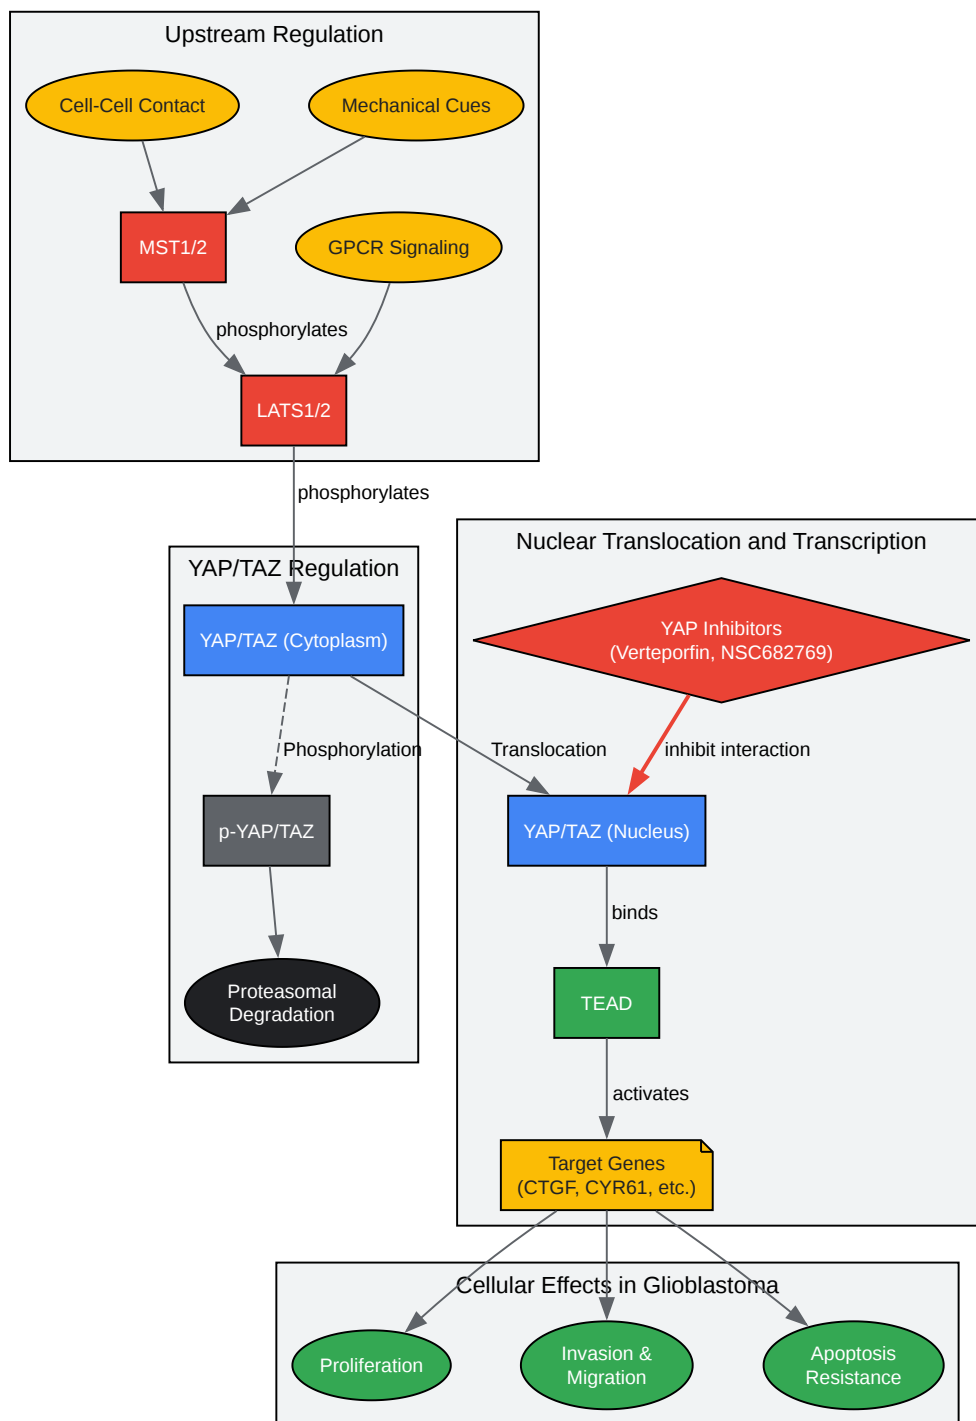 Upstream Regulation
Cell-Cell Contact
Mechanical Cues
MST1/2
GPCR Signaling
phosphorylates
LATS1/2
phosphorylates
YAP/TAZ Regulation
YAP/TAZ (Cytoplasm)
Phosphorylation
p-YAP/TAZ
Proteasomal
Degradation
Nuclear Translocation and Transcription
YAP Inhibitors
(Verteporfin, NSC682769)
Translocation
inhibit interaction
YAP/TAZ (Nucleus)
binds
TEAD
activates
Target Genes
(CTGF, CYR61, etc.)
Cellular Effects in Glioblastoma
Proliferation
Invasion &
Migration
Apoptosis
Resistance